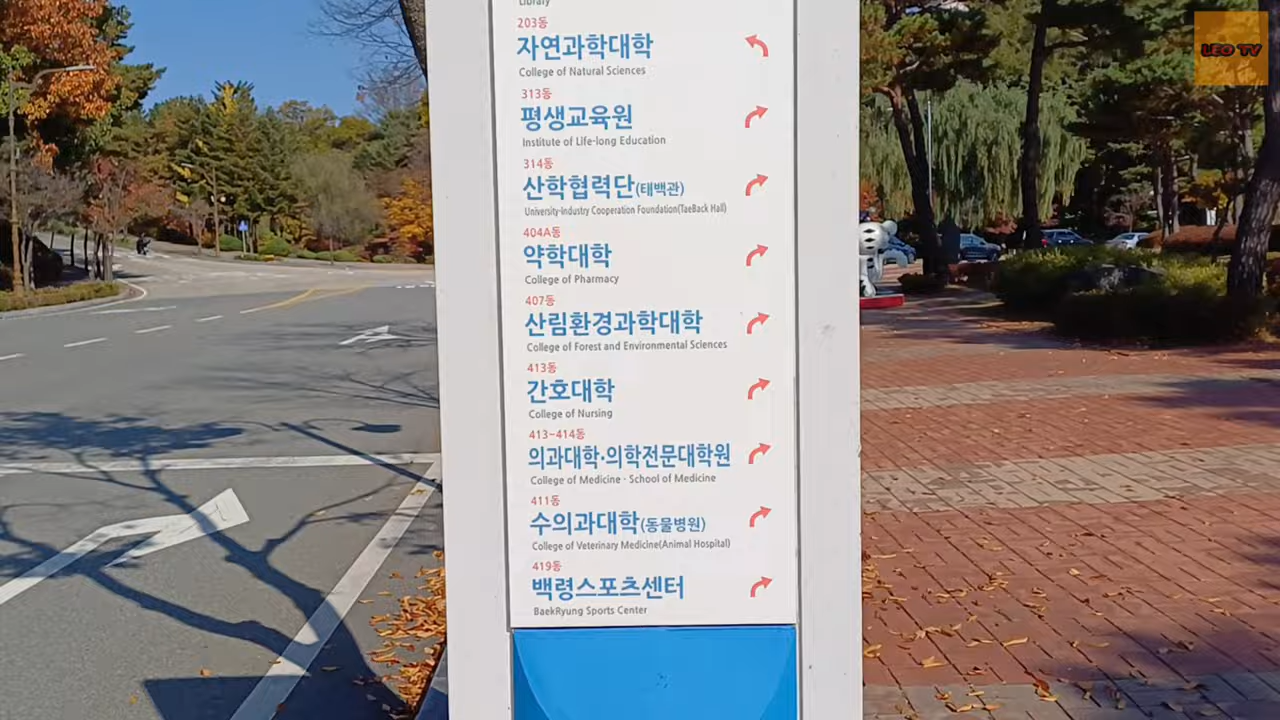 Library
203동
자연과학대학
College of Natural Sciences
313동
평생교육원
Institute of Life-long Education
314동
산학협력단(태백관)
University-Industry Cooperation Foundation(TaeBack Hall)
404A동
약학대학
College of Pharmacy
407동
산림환경과학대학
College of Forest and Environmental Sciences
413동
간호대학
College of Nursing
413-414동
의과대학·의학전문대학원
College of Medicine · School of Medicine
411동
수의과대학(동물병원)
College of Veterinary Medicine(Animal Hospital)
419동
백령스포츠센터
BaekRyung Sports Center
LEO TV